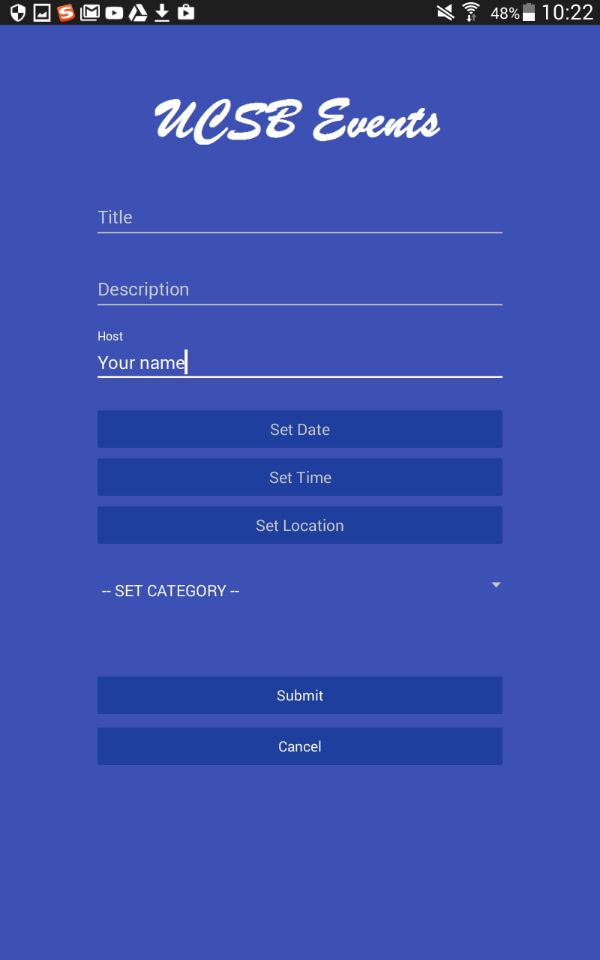 48% 10:22
UCSB Events
Title
Description
Host
Your name
Set Date
Set Time
Set Location
-- SET CATEGORY --
Submit
Cancel